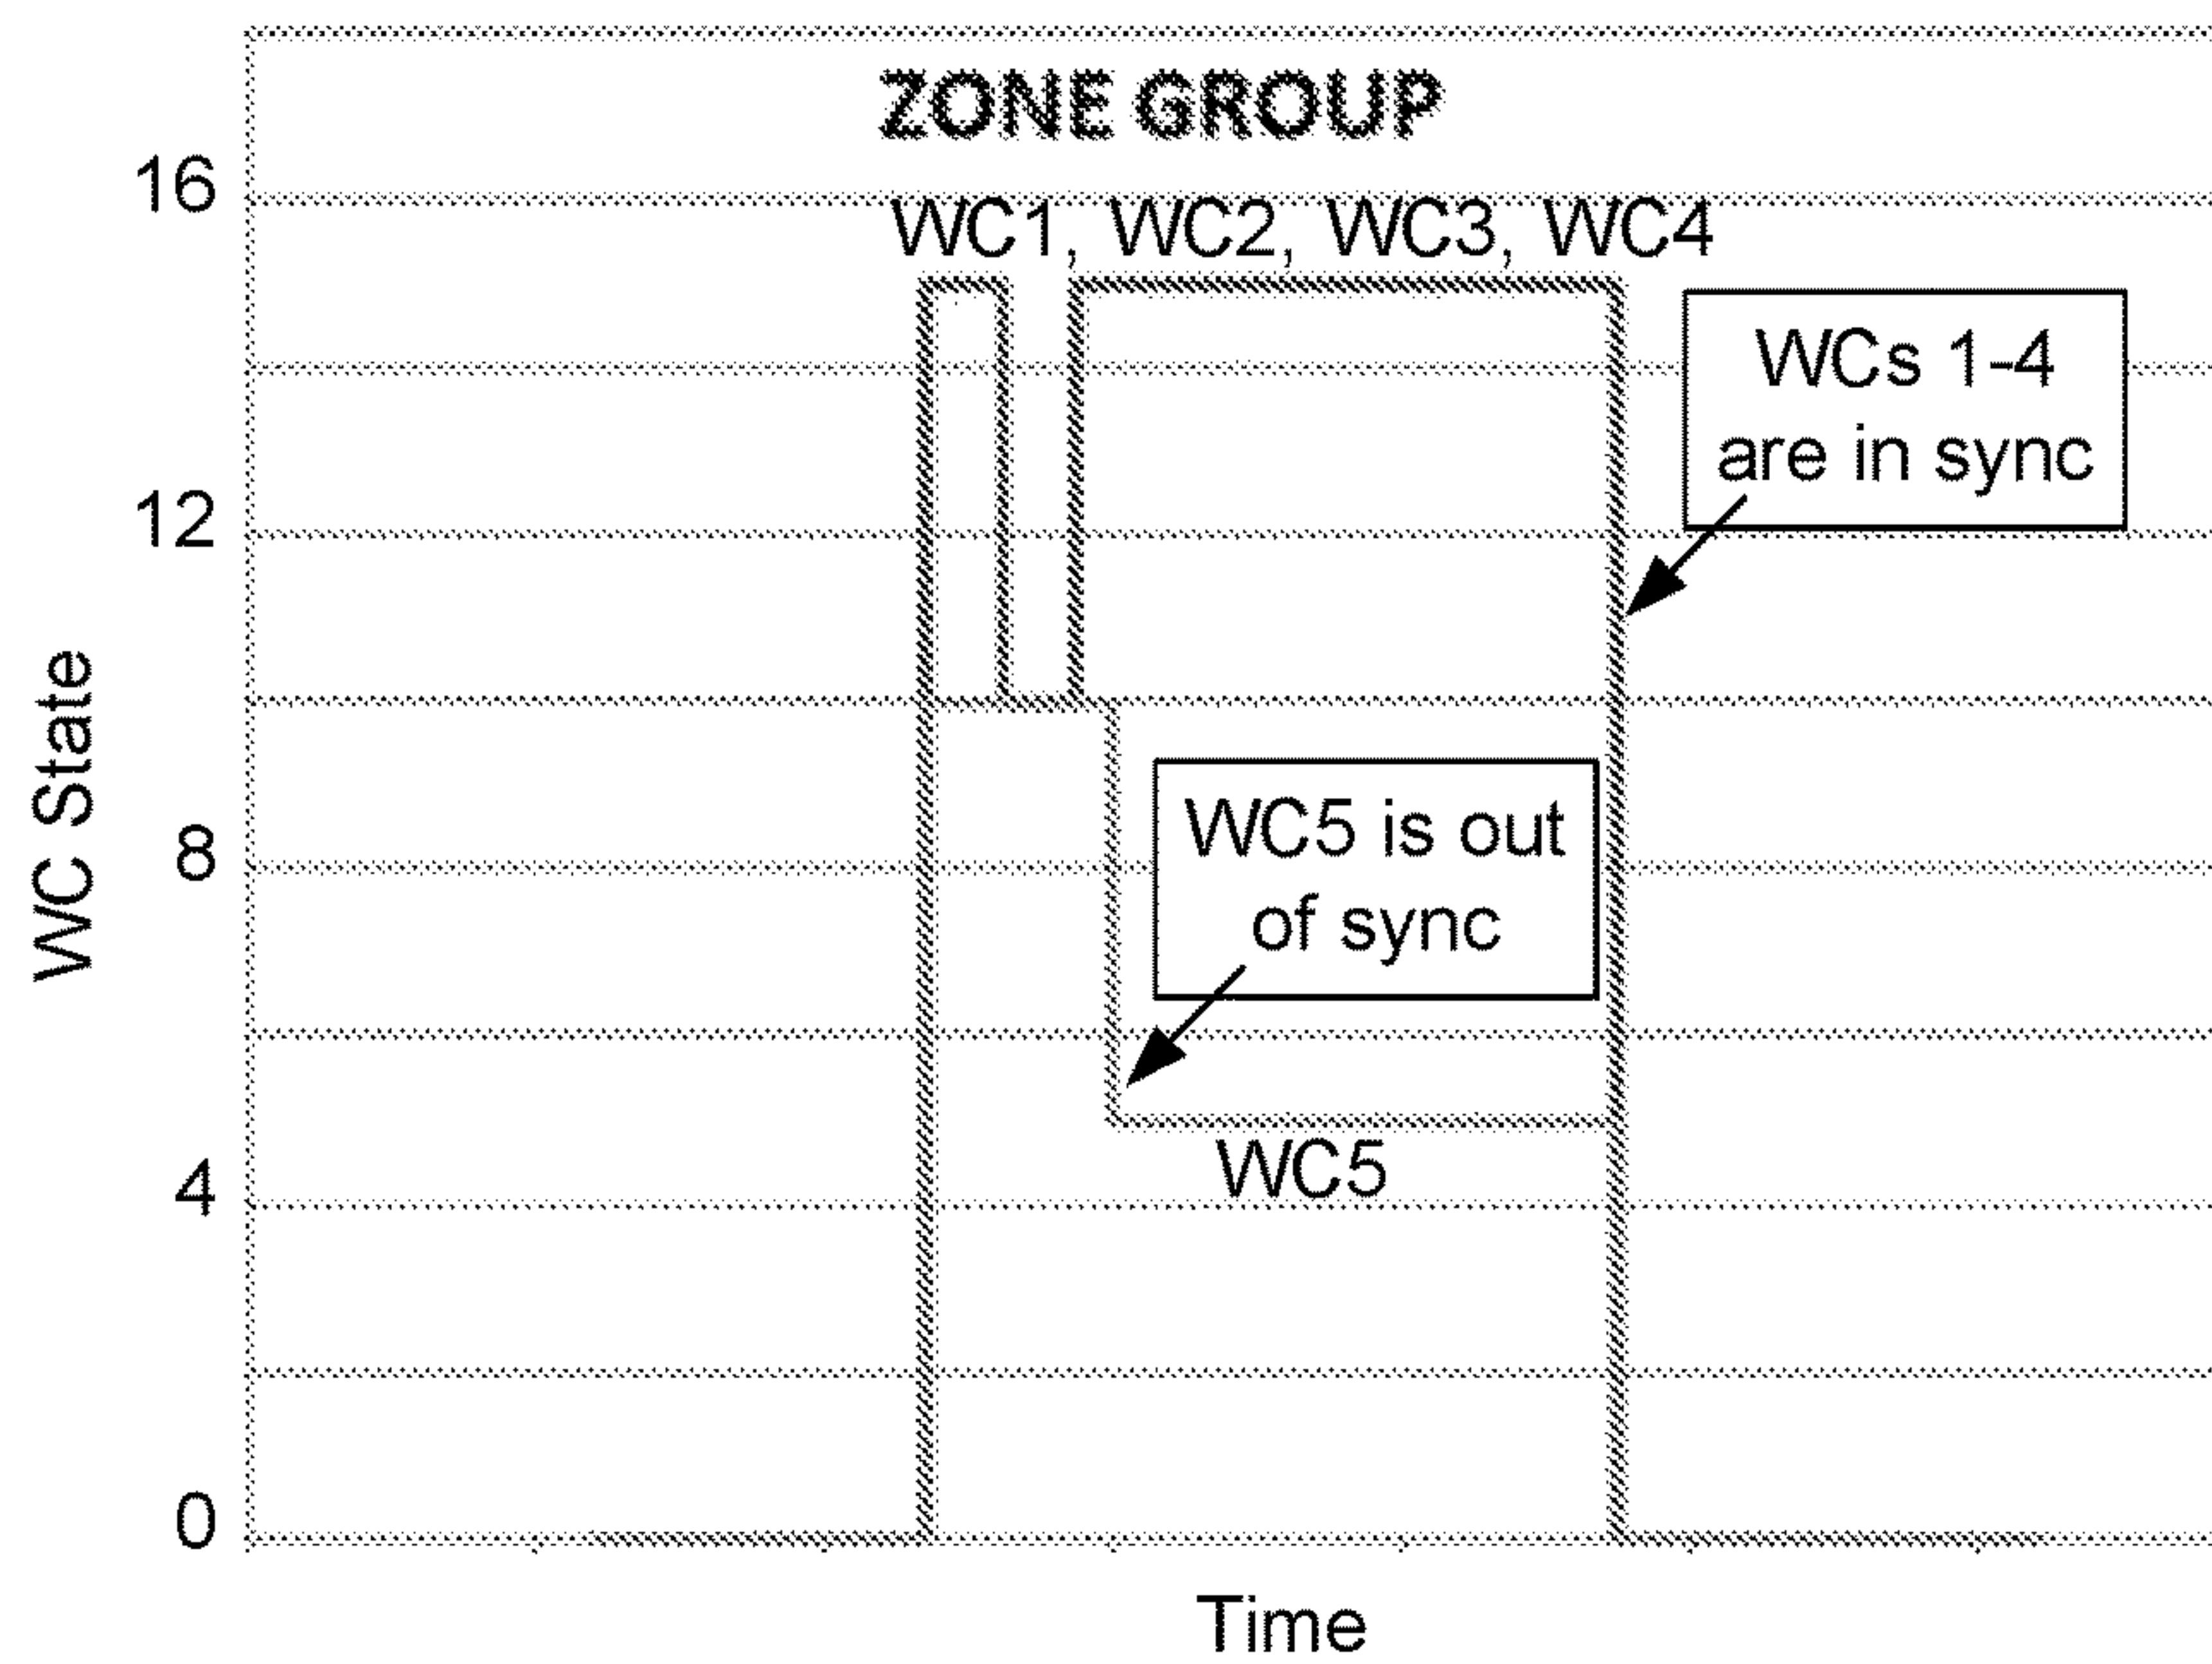 ZONE GROUP
16
WC1, WC2, WC3, WC4
WCs 1-4
are in sync
12
WC State
WC5 is out
of sync
8
WC5
4
0
Time